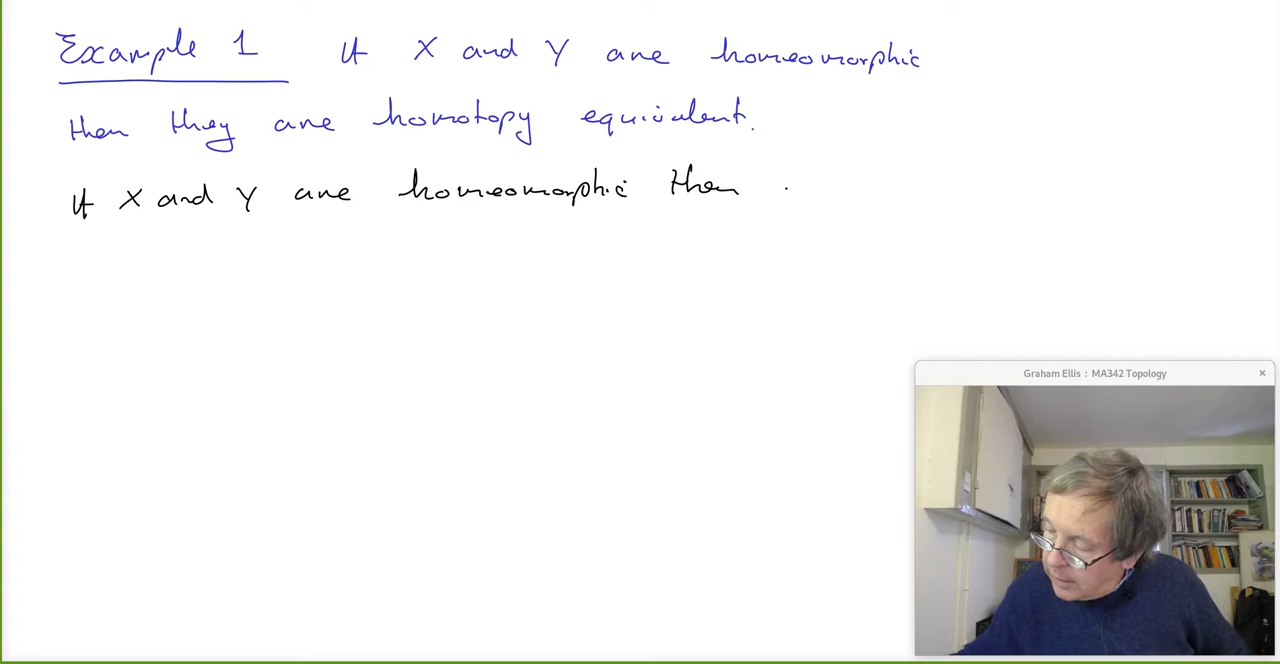 Example 1 If X and Y are homeomorphic
then they are homotopy equivalent.
If X and Y are homeomorphic then
Graham Ellis : MA342 Topology ×